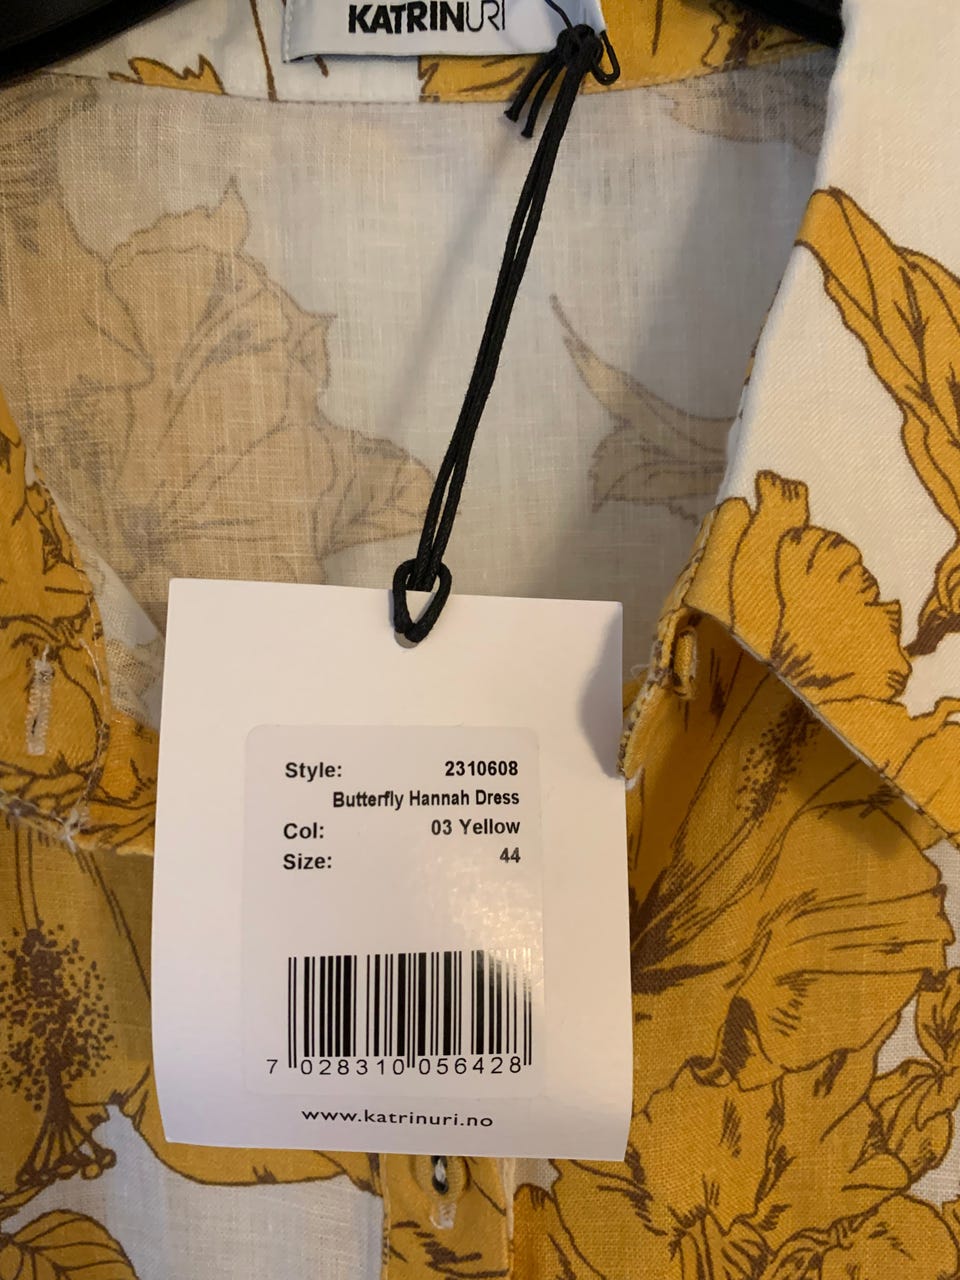 KATRINURI
Style: 2310608
Butterfly Hannah Dress
Col: 03 Yellow
Size: 44
7 028310 056428
www.katrinuri.no